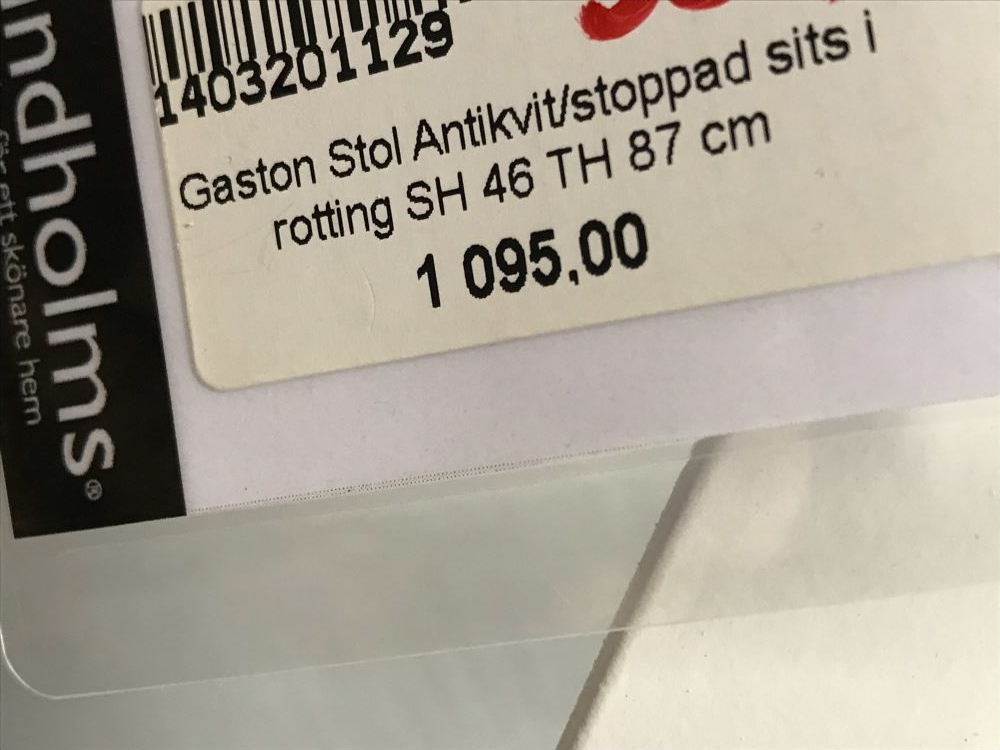 1403201129
Gaston Stol Antikvit/stoppad sits i
rotting SH 46 TH 87 cm
1 095,00
ndholms®
för ett skönare hem